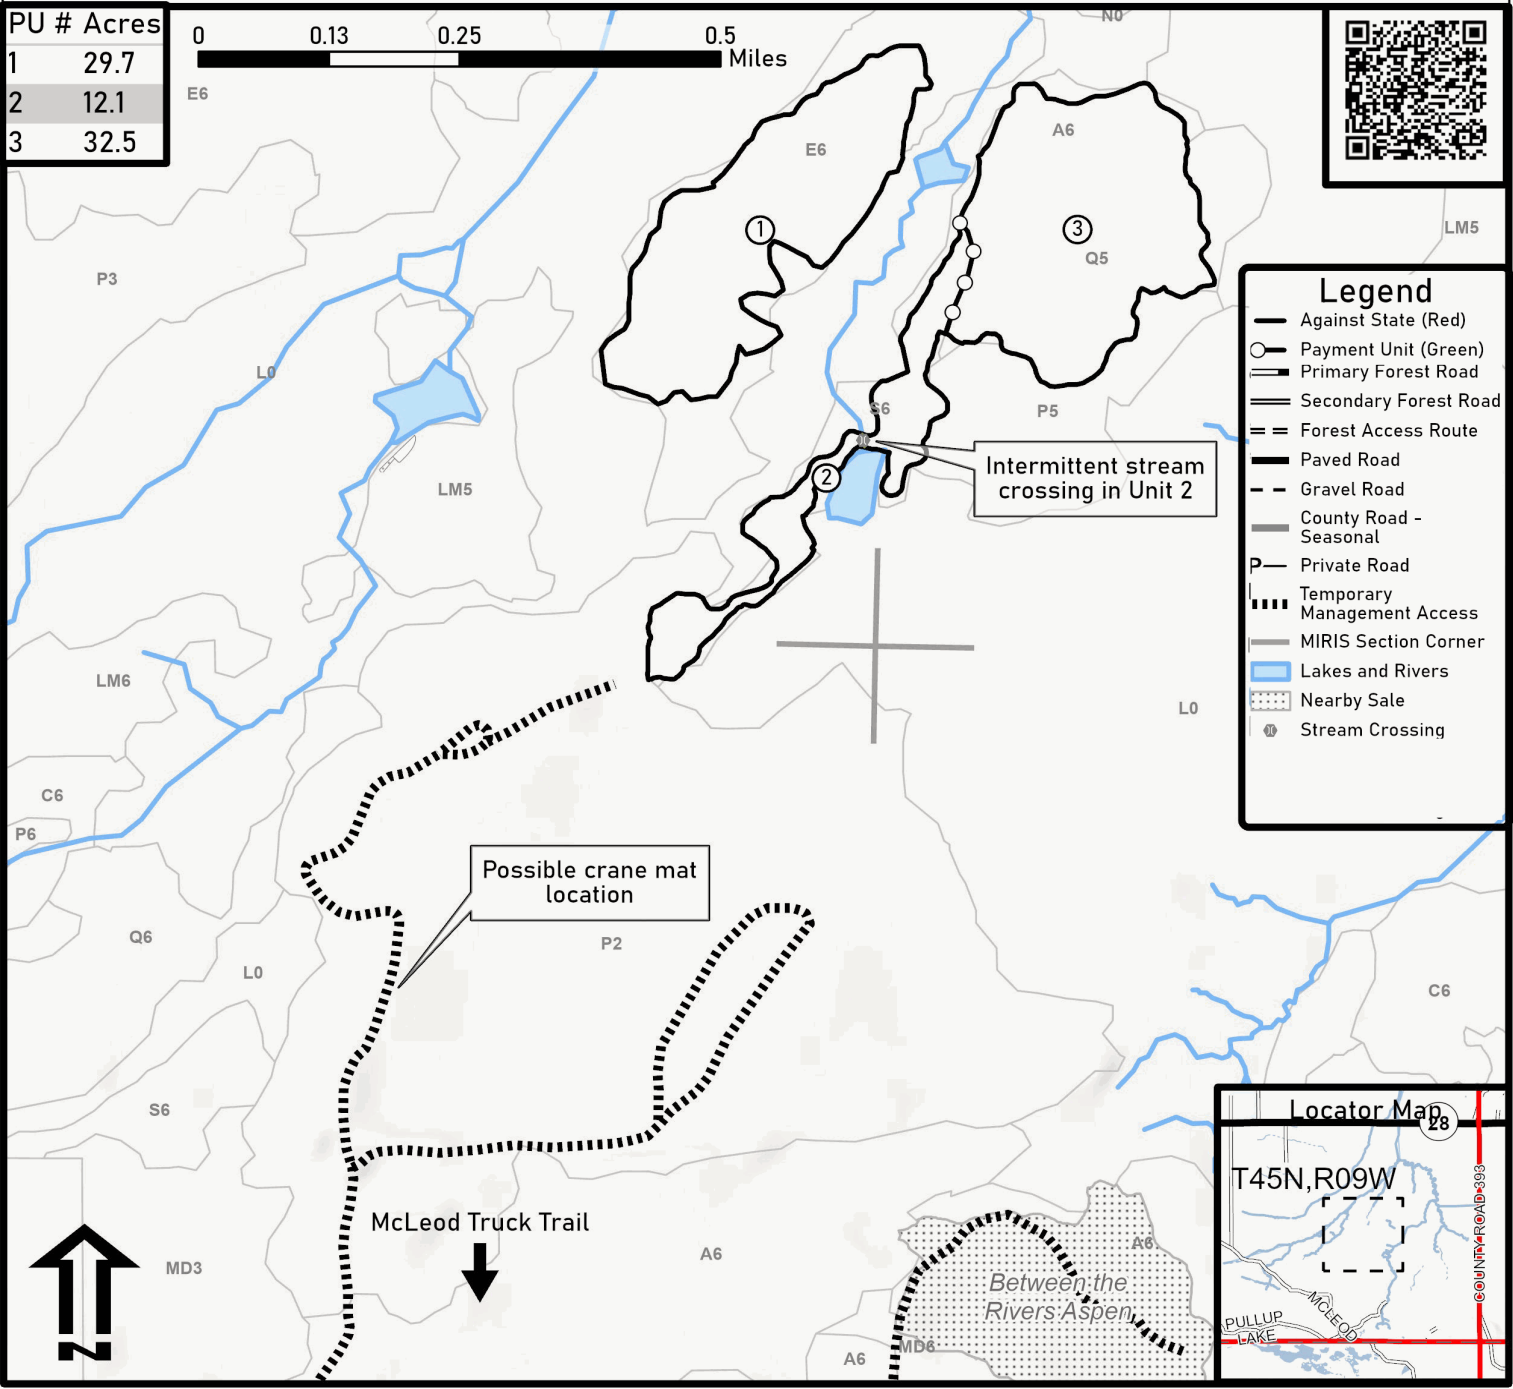 PU # Acres
1 29.7
2 12.1
3 32.5
0 0.13 0.25 0.5
Miles
E6
N0
A6
E6
1
3
Q5
LM5
P3
L0
S6
P5
LM5
2
Intermittent stream
crossing in Unit 2
Legend
Against State (Red)
Payment Unit (Green)
Primary Forest Road
Secondary Forest Road
Forest Access Route
Paved Road
Gravel Road
County Road -
Seasonal
P Private Road
Temporary
Management Access
MIRIS Section Corner
Lakes and Rivers
Nearby Sale
Stream Crossing
LM6
L0
C6
P6
Possible crane mat
location
Q6
P2
L0
C6
S6
McLeod Truck Trail
MD3
A6
A6
Between the
Rivers Aspen
MD6
A6
N
Locator Map
28
T45N,R09W
COUNTY ROAD 393
MCLEOD
PULLUP
LAKE